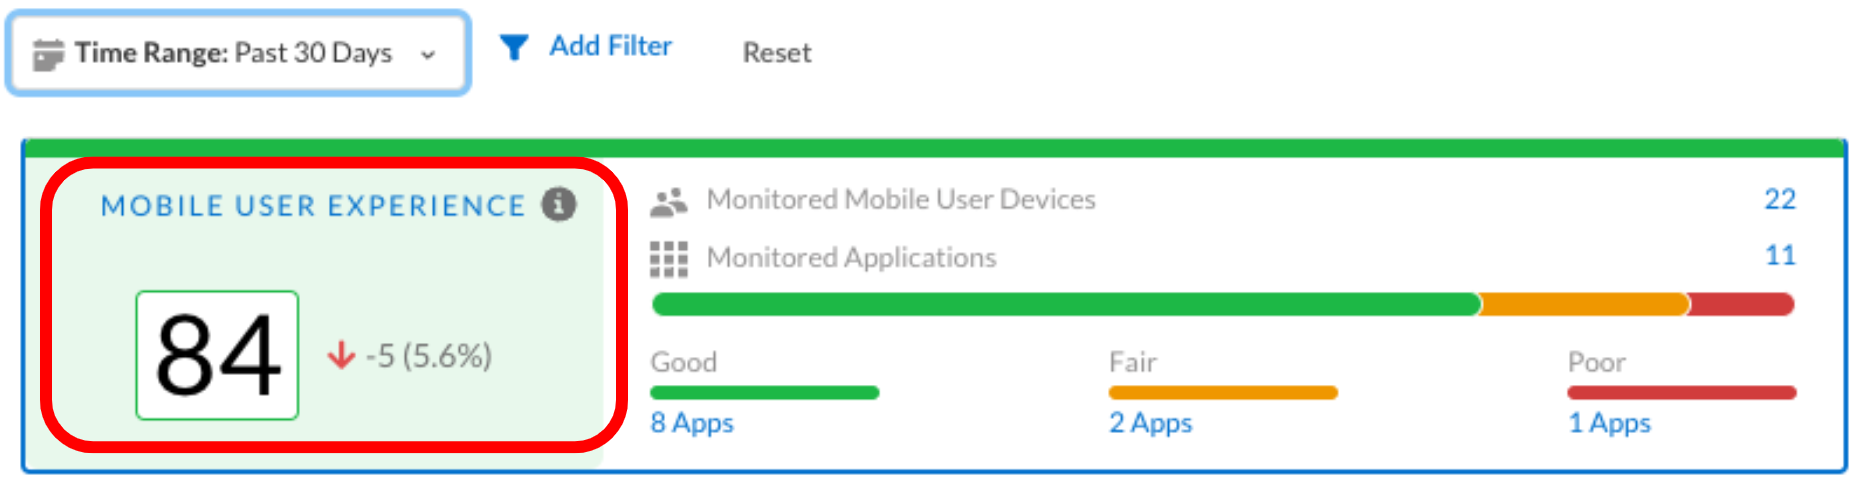 Time Range: Past 30 Days
Add Filter
Reset
MOBILE USER EXPERIENCE
84
-5 (5.6%)
Monitored Mobile User Devices
22
Monitored Applications
11
Good
Fair
Poor
8 Apps
2 Apps
1 Apps